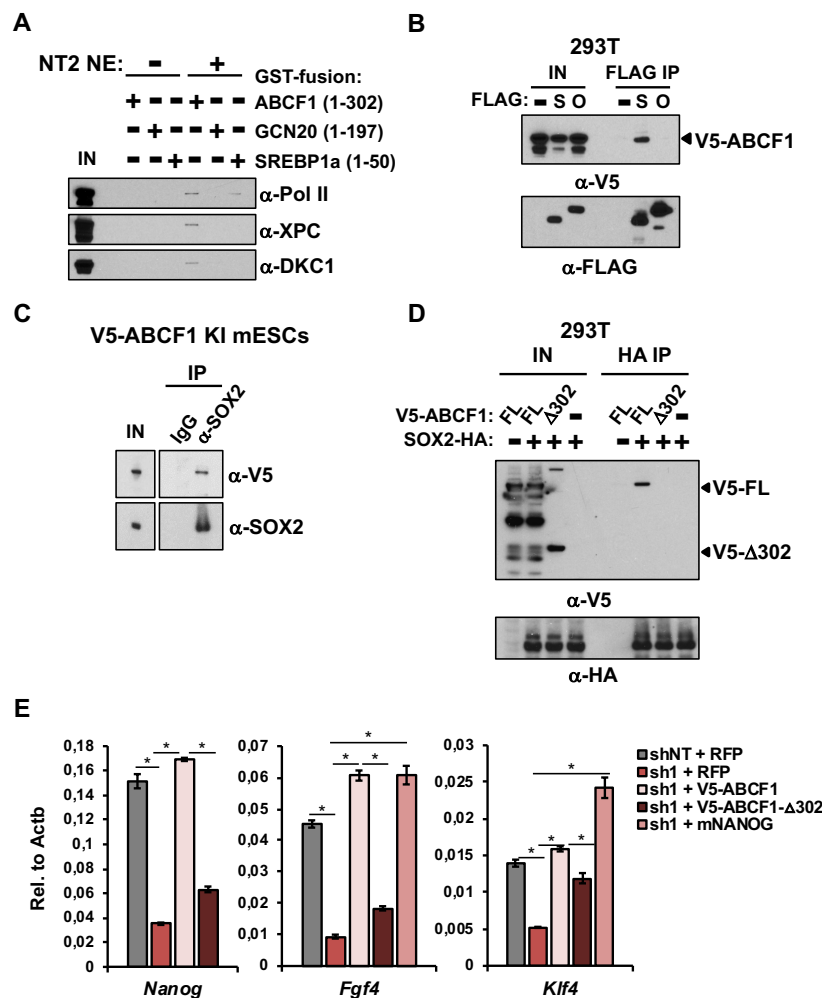 A
NT2 NE: - +
GST-fusion:
+ - - + - - ABCF1 (1-302)
- + - - + - GCN20 (1-197)
IN - - + - - + SREBP1a (1-50)
α-Pol II
α-XPC
α-DKC1
B
293T
IN FLAG IP
FLAG: - S O - S O
V5-ABCF1
α-V5
α-FLAG
C
V5-ABCF1 KI mESCs
IP
IN IgG α-SOX2
α-V5
α-SOX2
D
293T
IN HA IP
V5-ABCF1: FL FL Δ302 - FL FL Δ302 -
SOX2-HA: - + + + - + + +
V5-FL
V5-Δ302
α-V5
α-HA
E
Rel. to Actb
0,18
0,16
0,14
0,12
0,1
0,08
0,06
0,04
0,02
0
* * *
Nanog
0,07
0,06
0,05
0,04
0,03
0,02
0,01
0
*
* * *
Fgf4
0,03
0,025
0,02
0,015
0,01
0,005
0
*
* * *
Klf4
shNT + RFP
sh1 + RFP
sh1 + V5-ABCF1
sh1 + V5-ABCF1-Δ302
sh1 + mNANOG